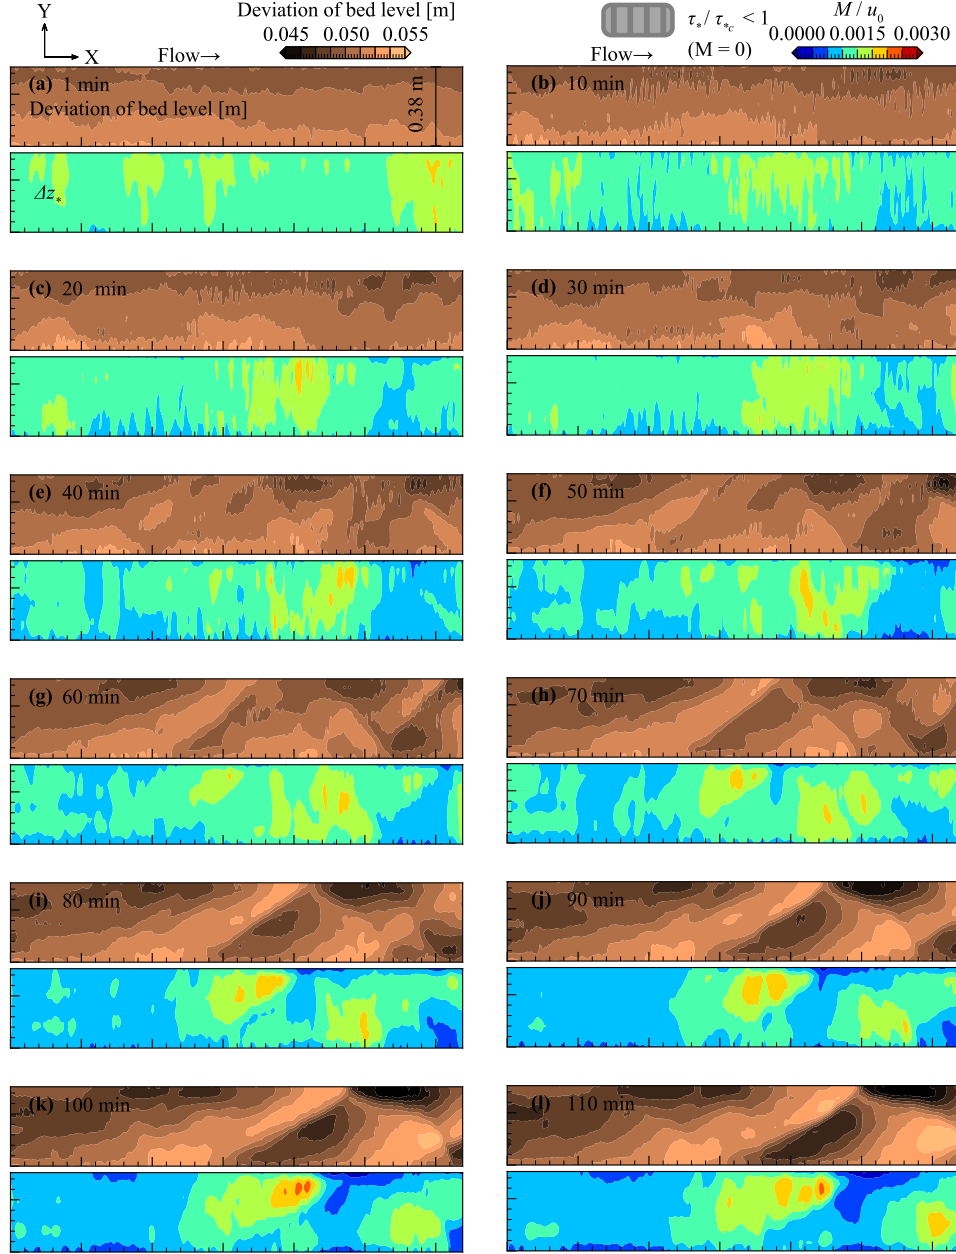 Y
X
Flow→
Deviation of bed level [m]
0.045 0.050 0.055
τ*/ τ*c < 1
(M = 0)
Flow→
M / u0
0.0000 0.0015 0.0030
(a) 1 min
Deviation of bed level [m]
0.38 m
Δz*
(b) 10 min
(c) 20 min
(d) 30 min
(e) 40 min
(f) 50 min
(g) 60 min
(h) 70 min
(i) 80 min
(j) 90 min
(k) 100 min
(l) 110 min